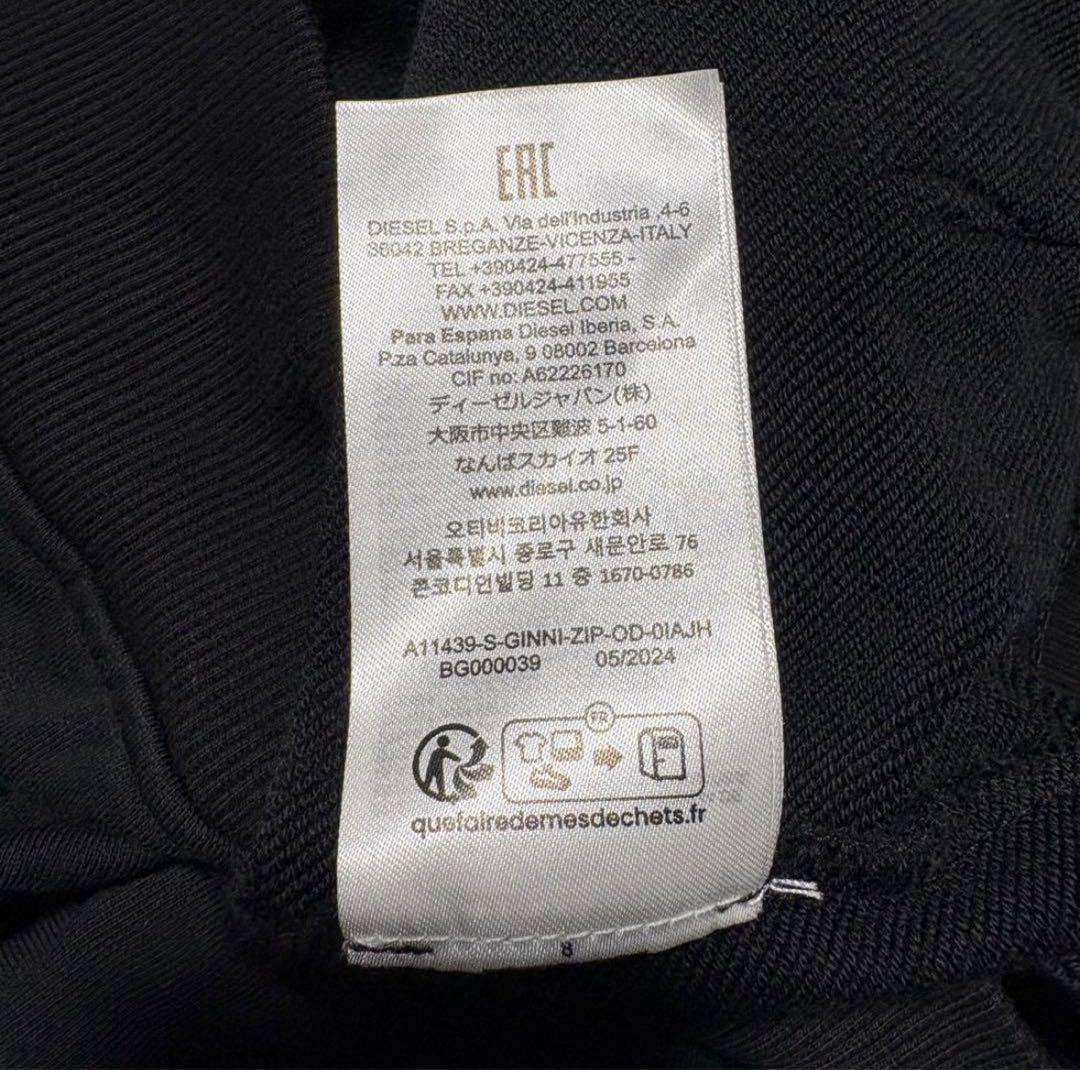 EAC
DIESEL S.p.A. Via dell'Industria ,4-6
36042 BREGANZE-VICENZA-ITALY
TEL +390424-477555 -
FAX +390424-411955
WWW.DIESEL.COM
Para Espana Diesel Iberia, S.A.
P.za Catalunya, 9 08002 Barcelona
CIF no: A62226170
ディーゼルジャパン(株)
大阪市中央区難波 5-1-60
なんばスカイオ 25F
www.diesel.co.jp
오티비코리아유한회사
서울특별시 종로구 새문안로 76
콘코디언빌딩 11 층 1670-0786
A11439-S-GINNI-ZIP-OD-0IAJH
BG000039 05/2024
FR
quefairedemesdechets.fr
8